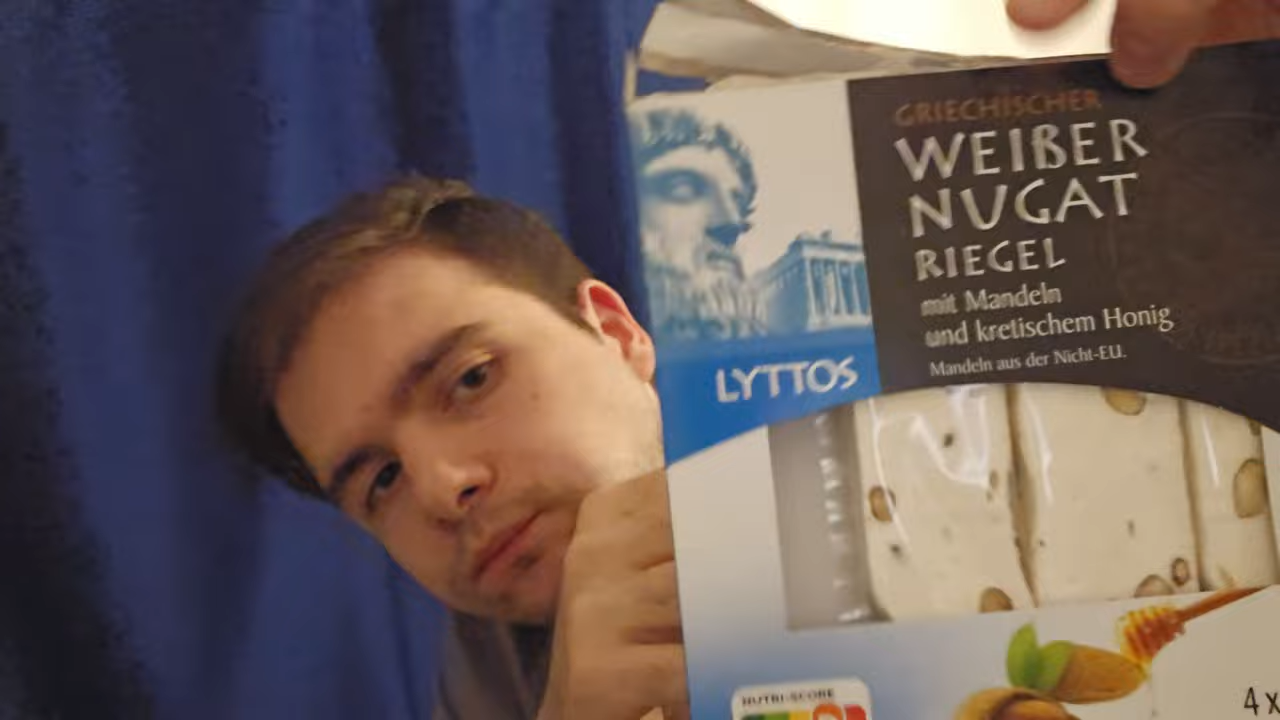 GRIECHISCHER
WEIẞER
NUGAT
RIEGEL
mit Mandeln
und kretischem Honig
Mandeln aus der Nicht-EU.
LYTTOS
NUTRI-SCORE
4 x